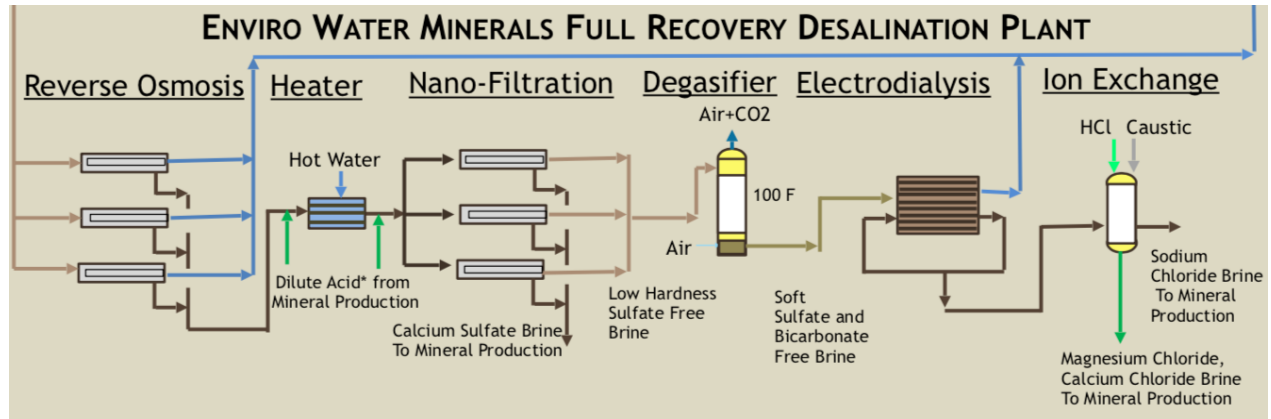 ENVIRO WATER MINERALS FULL RECOVERY DESALINATION PLANT
Reverse Osmosis
Heater
Nano-Filtration
Degasifier
Electrodialysis
Ion Exchange
Air+CO2
HCl
Caustic
Hot Water
100 F
Air
Dilute Acid* from
Mineral Production
Calcium Sulfate Brine
To Mineral Production
Low Hardness
Sulfate Free
Brine
Soft
Sulfate and
Bicarbonate
Free Brine
Sodium
Chloride Brine
To Mineral
Production
Magnesium Chloride,
Calcium Chloride Brine
To Mineral Production